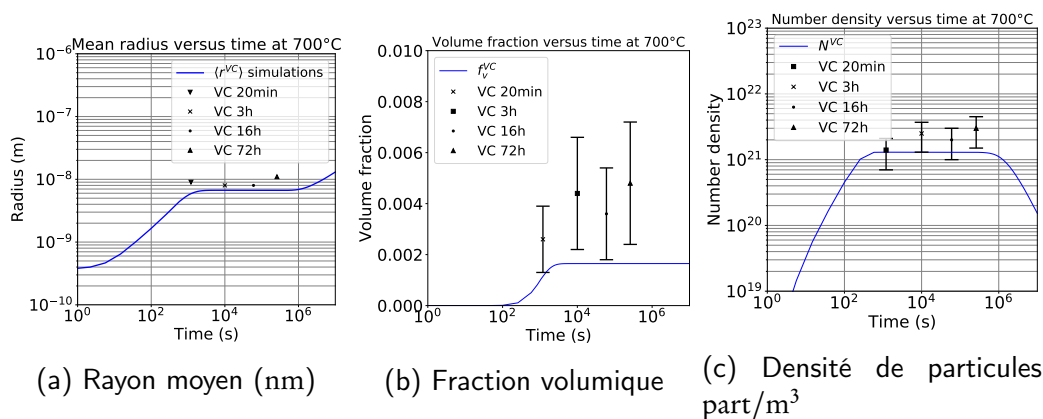 Mean radius versus time at 700°C
10⁻⁶
10⁻⁷
10⁻⁸
10⁻⁹
10⁻¹⁰
Radius (m)
⟨r^{VC}⟩ simulations
VC 20min
VC 3h
VC 16h
VC 72h
10⁰ 10² 10⁴ 10⁶
Time (s)
(a) Rayon moyen (nm)
Volume fraction versus time at 700°C
0.010
0.008
0.006
0.004
0.002
0.000
Volume fraction
f_v^{VC}
VC 20min
VC 3h
VC 16h
VC 72h
10⁰ 10² 10⁴ 10⁶
Time (s)
(b) Fraction volumique
Number density versus time at 700°C
10²³
10²²
10²¹
10²⁰
10¹⁹
Number density
N^{VC}
VC 20min
VC 3h
VC 16h
VC 72h
10⁰ 10² 10⁴ 10⁶
Time (s)
(c) Densité de particules
part/m³